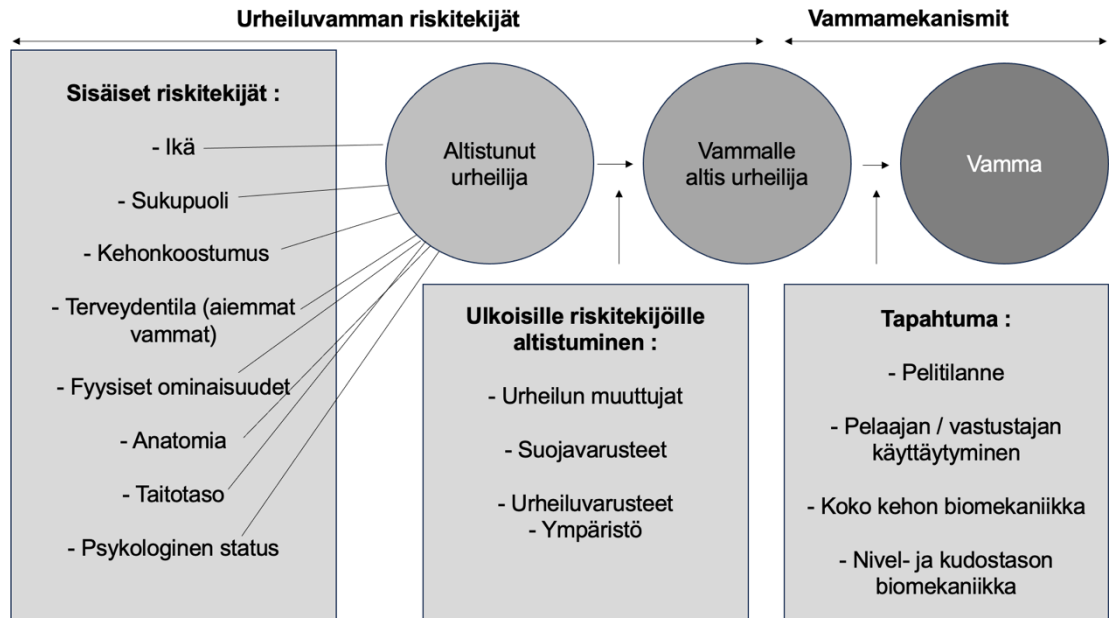 Urheiluvamman riskitekijät
Vammamekanismit
Sisäiset riskitekijät :
- Ikä
- Sukupuoli
- Kehonkoostumus
- Terveydentila (aiemmat
vammat)
- Fyysiset ominaisuudet
- Anatomia
- Taitotaso
- Psykologinen status
Altistunut
urheilija
Vammalle
altis urheilija
Vamma
Ulkoisille riskitekijöille
altistuminen :
- Urheilun muuttujat
- Suojavarusteet
- Urheiluvarusteet
- Ympäristö
Tapahtuma :
- Pelitilanne
- Pelaajan / vastustajan
käyttäytyminen
- Koko kehon biomekaniikka
- Nivel- ja kudostason
biomekaniikka